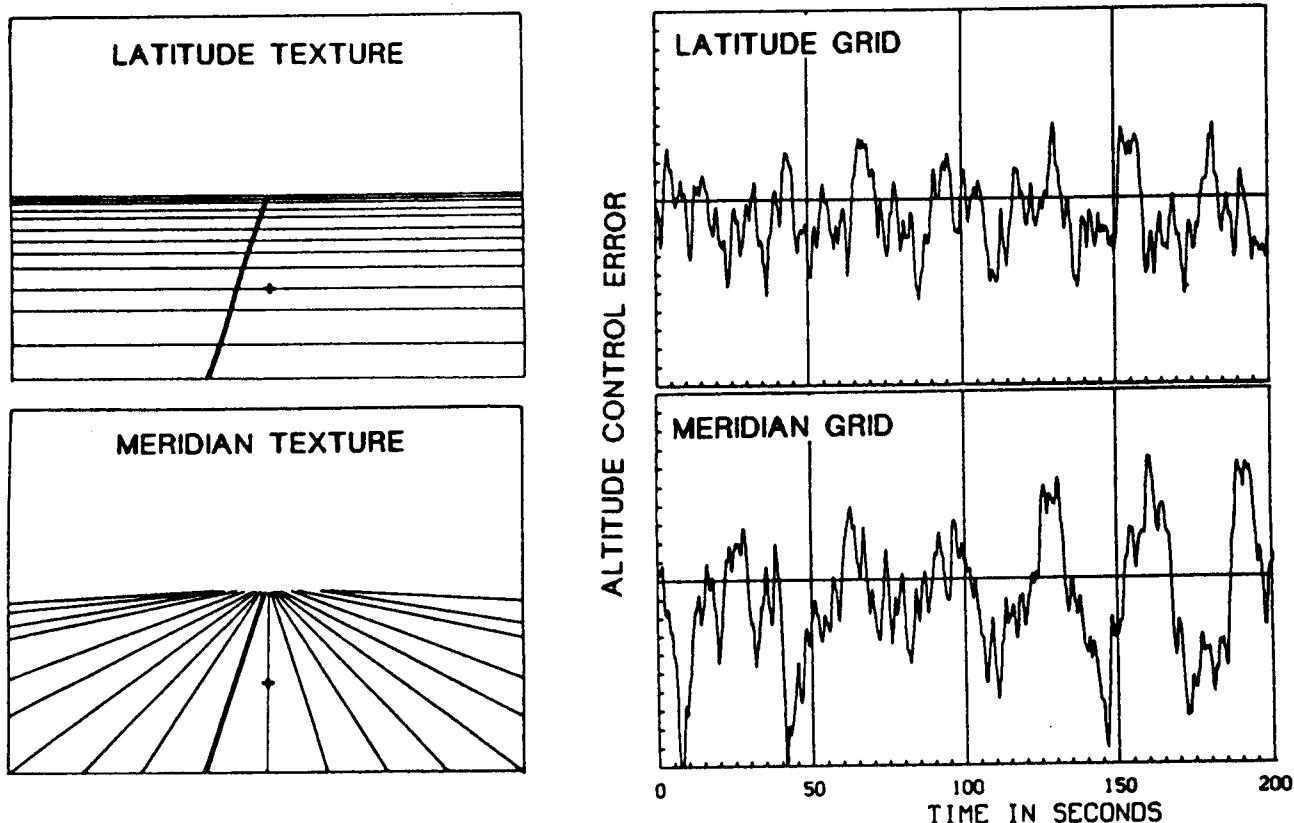 LATITUDE TEXTURE
MERIDIAN TEXTURE
ALTITUDE CONTROL ERROR
LATITUDE GRID
MERIDIAN GRID
0 50 100 150 200
TIME IN SECONDS